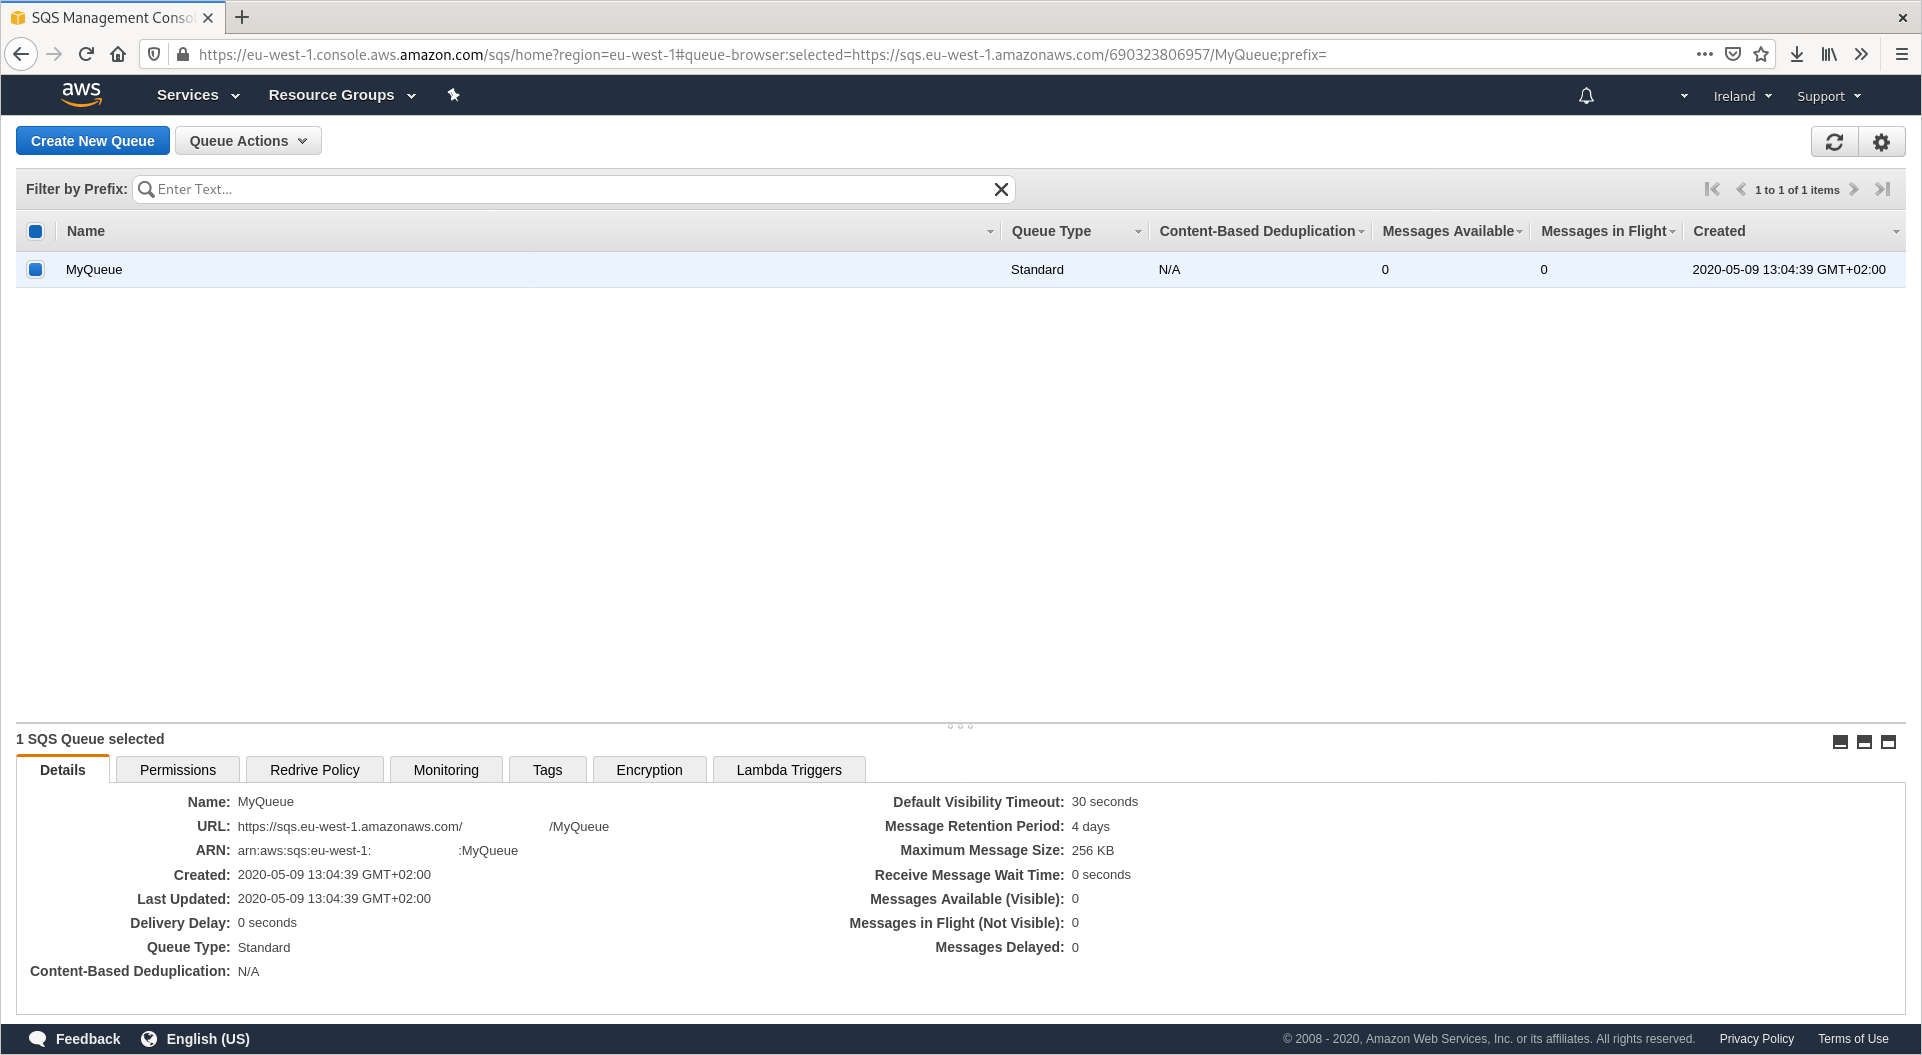 SQS Management Conso
https://eu-west-1.console.aws.amazon.com/sqs/home?region=eu-west-1#queue-browser:selected=https://sqs.eu-west-1.amazonaws.com/690323806957/MyQueue;prefix=
aws Services Resource Groups Ireland Support
Create New Queue Queue Actions
Filter by Prefix: Enter Text... 1 to 1 of 1 items
Name Queue Type Content-Based Deduplication Messages Available Messages in Flight Created
MyQueue Standard N/A 0 0 2020-05-09 13:04:39 GMT+02:00
1 SQS Queue selected
Details Permissions Redrive Policy Monitoring Tags Encryption Lambda Triggers
Name: MyQueue Default Visibility Timeout: 30 seconds
URL: https://sqs.eu-west-1.amazonaws.com/ /MyQueue Message Retention Period: 4 days
ARN: arn:aws:sqs:eu-west-1: :MyQueue Maximum Message Size: 256 KB
Created: 2020-05-09 13:04:39 GMT+02:00 Receive Message Wait Time: 0 seconds
Last Updated: 2020-05-09 13:04:39 GMT+02:00 Messages Available (Visible): 0
Delivery Delay: 0 seconds Messages in Flight (Not Visible): 0
Queue Type: Standard Messages Delayed: 0
Content-Based Deduplication: N/A
Feedback English (US) © 2008 - 2020, Amazon Web Services, Inc. or its affiliates. All rights reserved. Privacy Policy Terms of Use